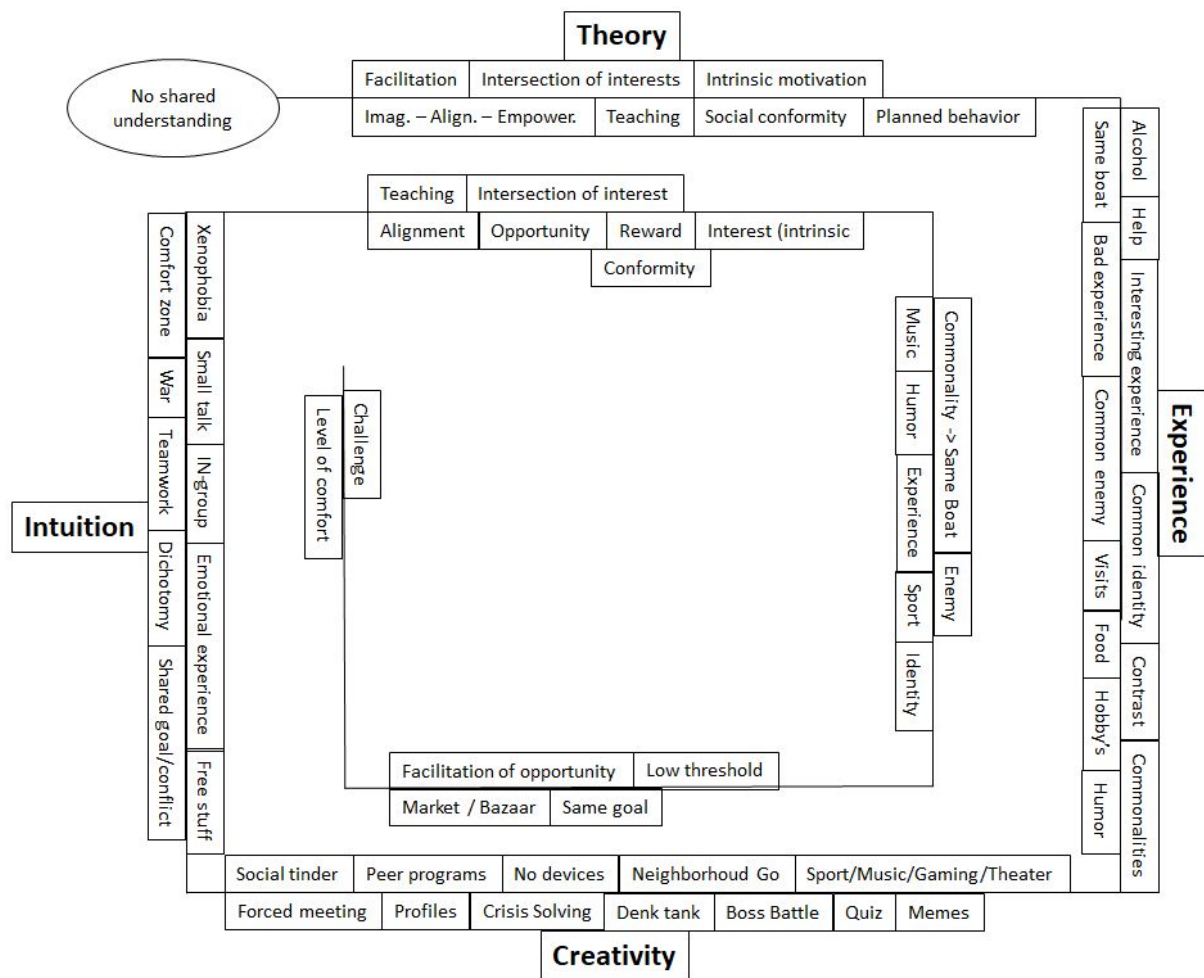 Theory
Facilitation
Intersection of interests
Intrinsic motivation
Imag. – Align. – Empower.
Teaching
Social conformity
Planned behavior
No shared
understanding
Alcohol
Help
Interesting experience
Common identity
Contrast
Commonalities
Same boat
Bad experience
Common enemy
Visits
Food
Hobby's
Humor
Experience
Social tinder
Peer programs
No devices
Neighborhoud Go
Sport/Music/Gaming/Theater
Forced meeting
Profiles
Crisis Solving
Denk tank
Boss Battle
Quiz
Memes
Creativity
Intuition
Comfort zone
War
Teamwork
Dichotomy
Shared goal/conflict
Xenophobia
Small talk
IN-group
Emotional experience
Free stuff
Teaching
Intersection of interest
Alignment
Opportunity
Reward
Interest (intrinsic
Conformity
Commonality -> Same Boat
Enemy
Music
Humor
Experience
Sport
Identity
Facilitation of opportunity
Low threshold
Market / Bazaar
Same goal
Challenge
Level of comfort